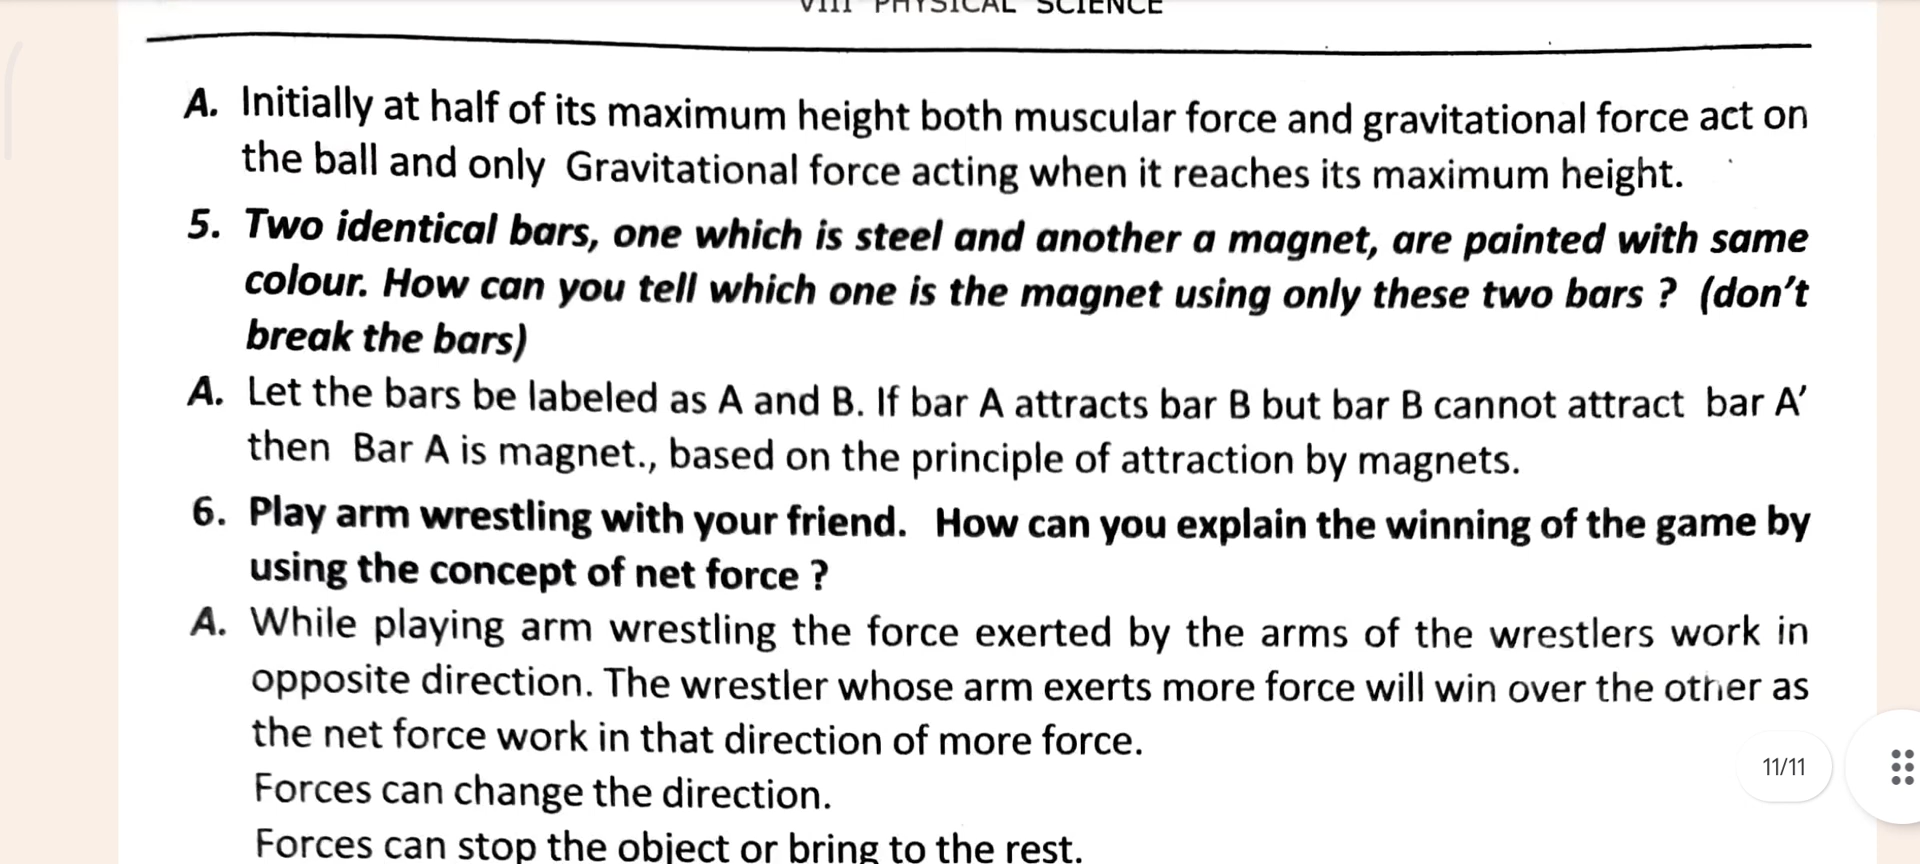 VIII PHYSICAL SCIENCE
A. Initially at half of its maximum height both muscular force and gravitational force act on
the ball and only Gravitational force acting when it reaches its maximum height.
5. Two identical bars, one which is steel and another a magnet, are painted with same
colour. How can you tell which one is the magnet using only these two bars ? (don't
break the bars)
A. Let the bars be labeled as A and B. If bar A attracts bar B but bar B cannot attract bar A'
then Bar A is magnet., based on the principle of attraction by magnets.
6. Play arm wrestling with your friend. How can you explain the winning of the game by
using the concept of net force ?
A. While playing arm wrestling the force exerted by the arms of the wrestlers work in
opposite direction. The wrestler whose arm exerts more force will win over the other as
the net force work in that direction of more force.
11/11
Forces can change the direction.
Forces can stop the object or bring to the rest.